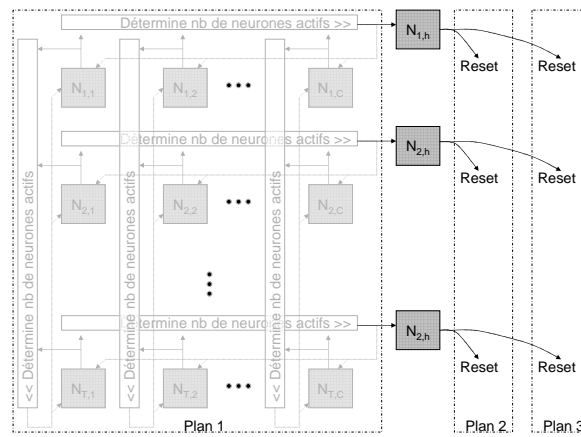 Détermine nb de neurones actifs >>
N1,h
Reset
Reset
N1,1
N1,2
N1,C
Détermine nb de neurones actifs >>
N2,h
Reset
Reset
N2,1
N2,2
N2,C
<< Détermine nb de neurones actifs
<< Détermine nb de neurones actifs
<< Détermine nb de neurones actifs
Détermine nb de neurones actifs >>
N2,h
Reset
Reset
NT,1
NT,2
NT,C
Plan 1
Plan 2
Plan 3